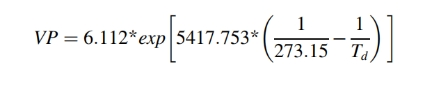 VP = 6.112*exp[5417.753*(1/273.15 − 1/T_d)]